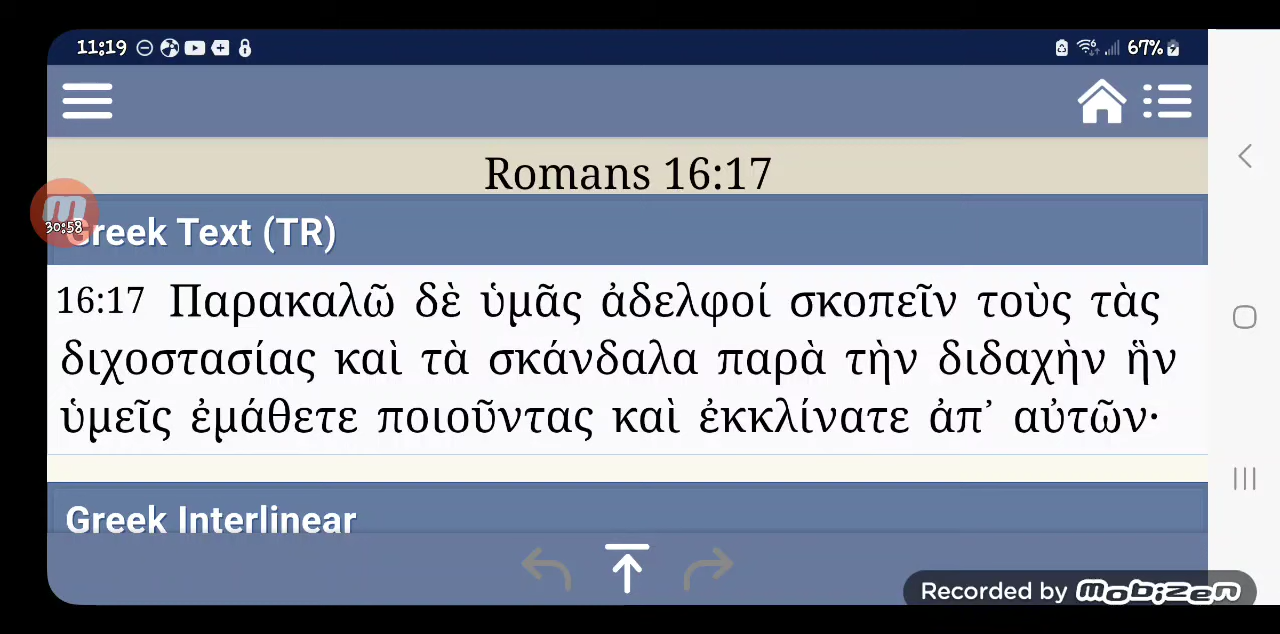 11:19 67%
Romans 16:17
30:58
Greek Text (TR)
16:17 Παρακαλῶ δὲ ὑμᾶς ἀδελφοί σκοπεῖν τοὺς τὰς
διχοστασίας καὶ τὰ σκάνδαλα παρὰ τὴν διδαχὴν ἣν
ὑμεῖς ἐμάθετε ποιοῦντας καὶ ἐκκλίνατε ἀπ’ αὐτῶν·
Greek Interlinear
Recorded by MOBIZEN